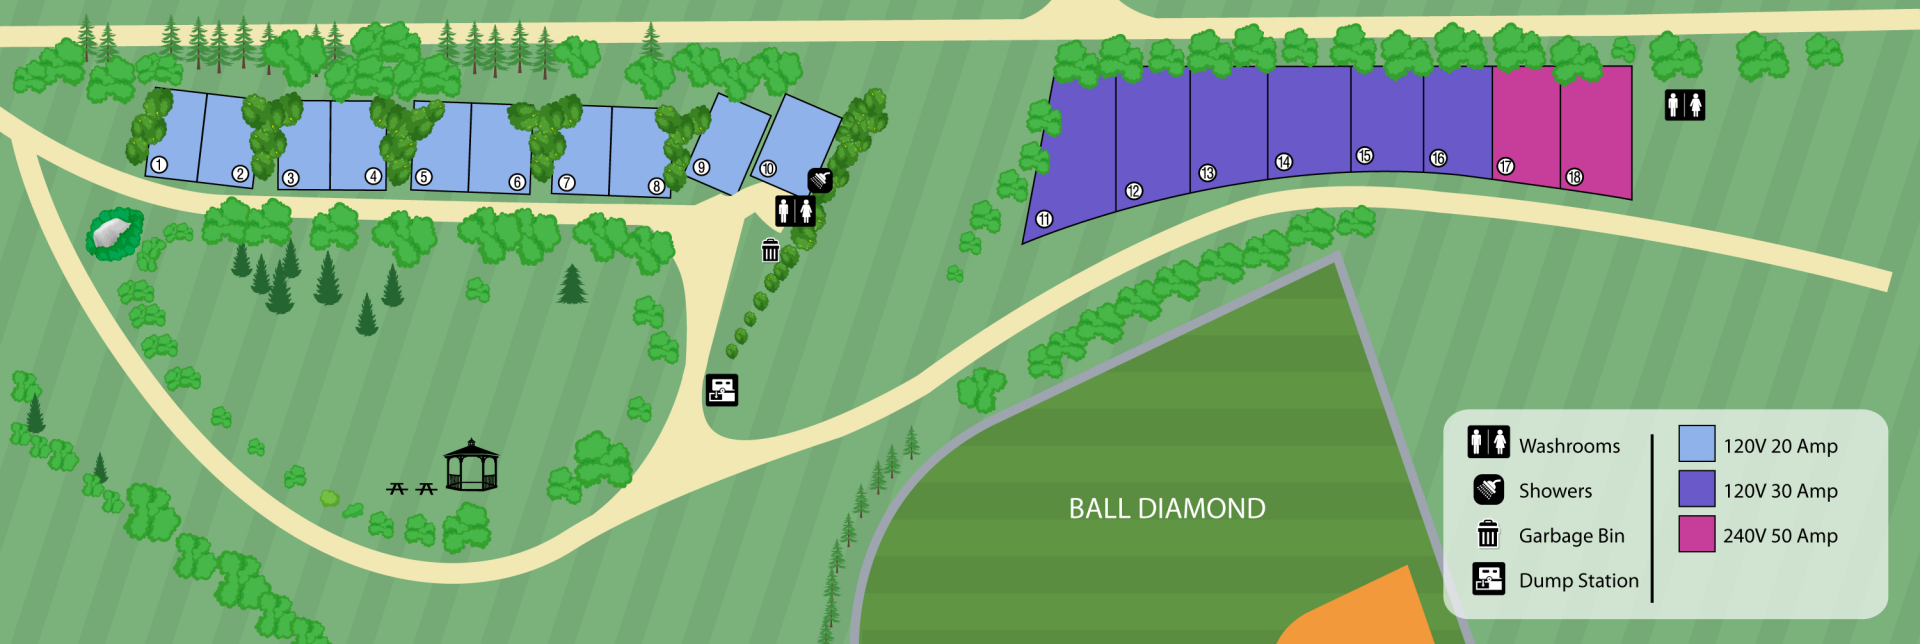 1
2
3
4
5
6
7
8
9
10
11
12
13
14
15
16
17
18
BALL DIAMOND
Washrooms
Showers
Garbage Bin
Dump Station
120V 20 Amp
120V 30 Amp
240V 50 Amp